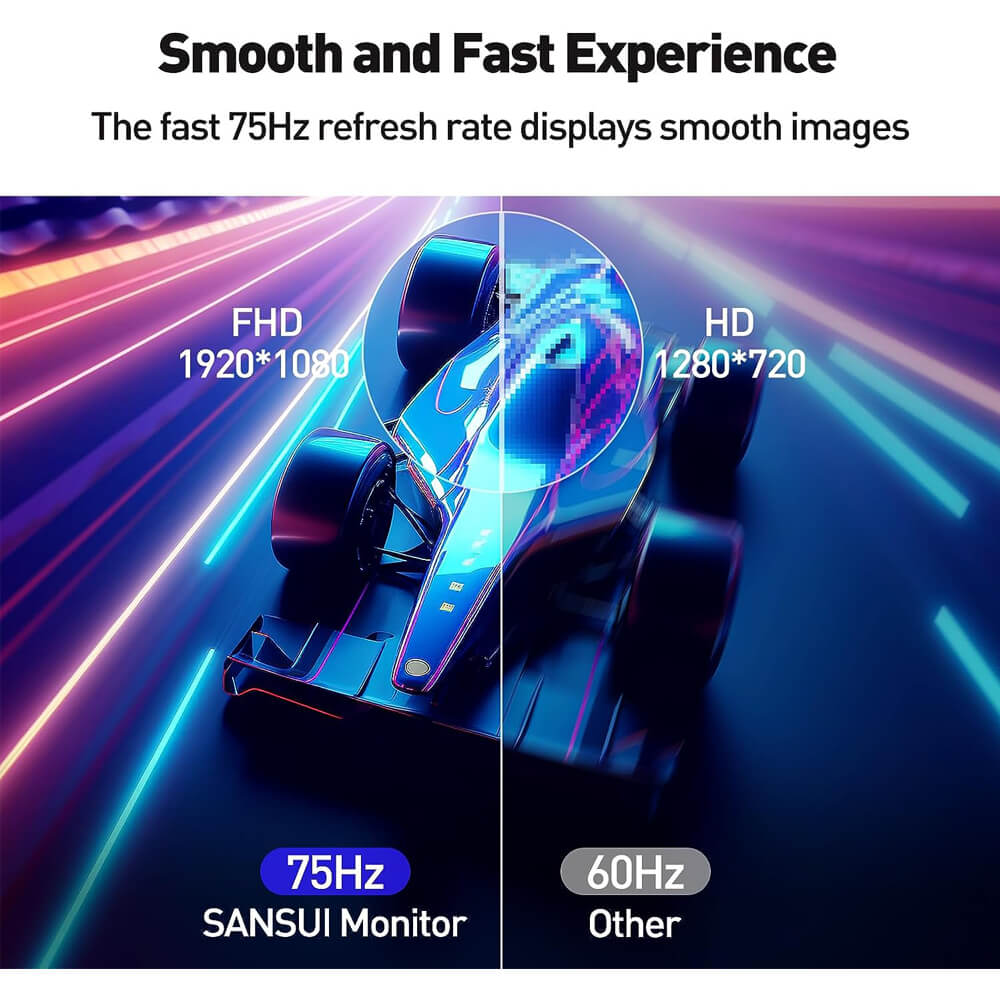 Smooth and Fast Experience
The fast 75Hz refresh rate displays smooth images
FHD
1920*1080
HD
1280*720
75Hz
SANSUI Monitor
60Hz
Other